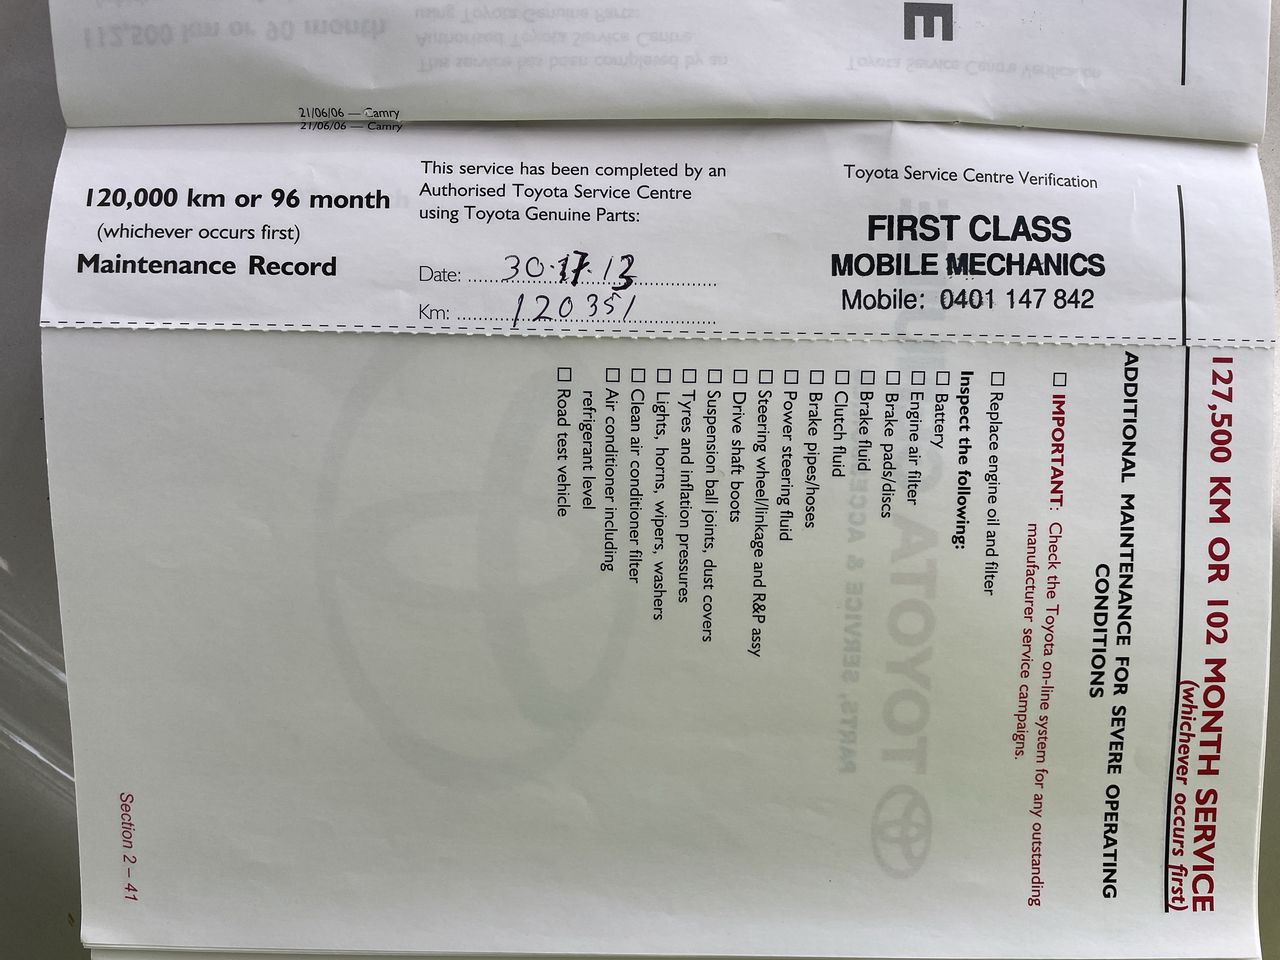 E
21/06/06 — Camry
21/06/06 — Camry
120,000 km or 96 month
(whichever occurs first)
Maintenance Record
This service has been completed by an
Authorised Toyota Service Centre
using Toyota Genuine Parts:
Date:
Km: 120351
Toyota Service Centre Verification
FIRST CLASS
MOBILE MECHANICS
Mobile: 0401 147 842
127,500 KM OR 102 MONTH SERVICE
(whichever occurs first)
ADDITIONAL MAINTENANCE FOR SEVERE OPERATING
CONDITIONS
☐ IMPORTANT: Check the Toyota on-line system for any outstanding
manufacturer service campaigns.
☐ Replace engine oil and filter
Inspect the following:
☐ Battery
☐ Engine air filter
☐ Brake pads/discs
☐ Brake fluid
☐ Clutch fluid
☐ Brake pipes/hoses
☐ Power steering fluid
☐ Steering wheel/linkage and R&P assy
☐ Drive shaft boots
☐ Suspension ball joints, dust covers
☐ Tyres and inflation pressures
☐ Lights, horns, wipers, washers
☐ Clean air conditioner filter
☐ Air conditioner including
refrigerant level
☐ Road test vehicle
Section 2 – 41